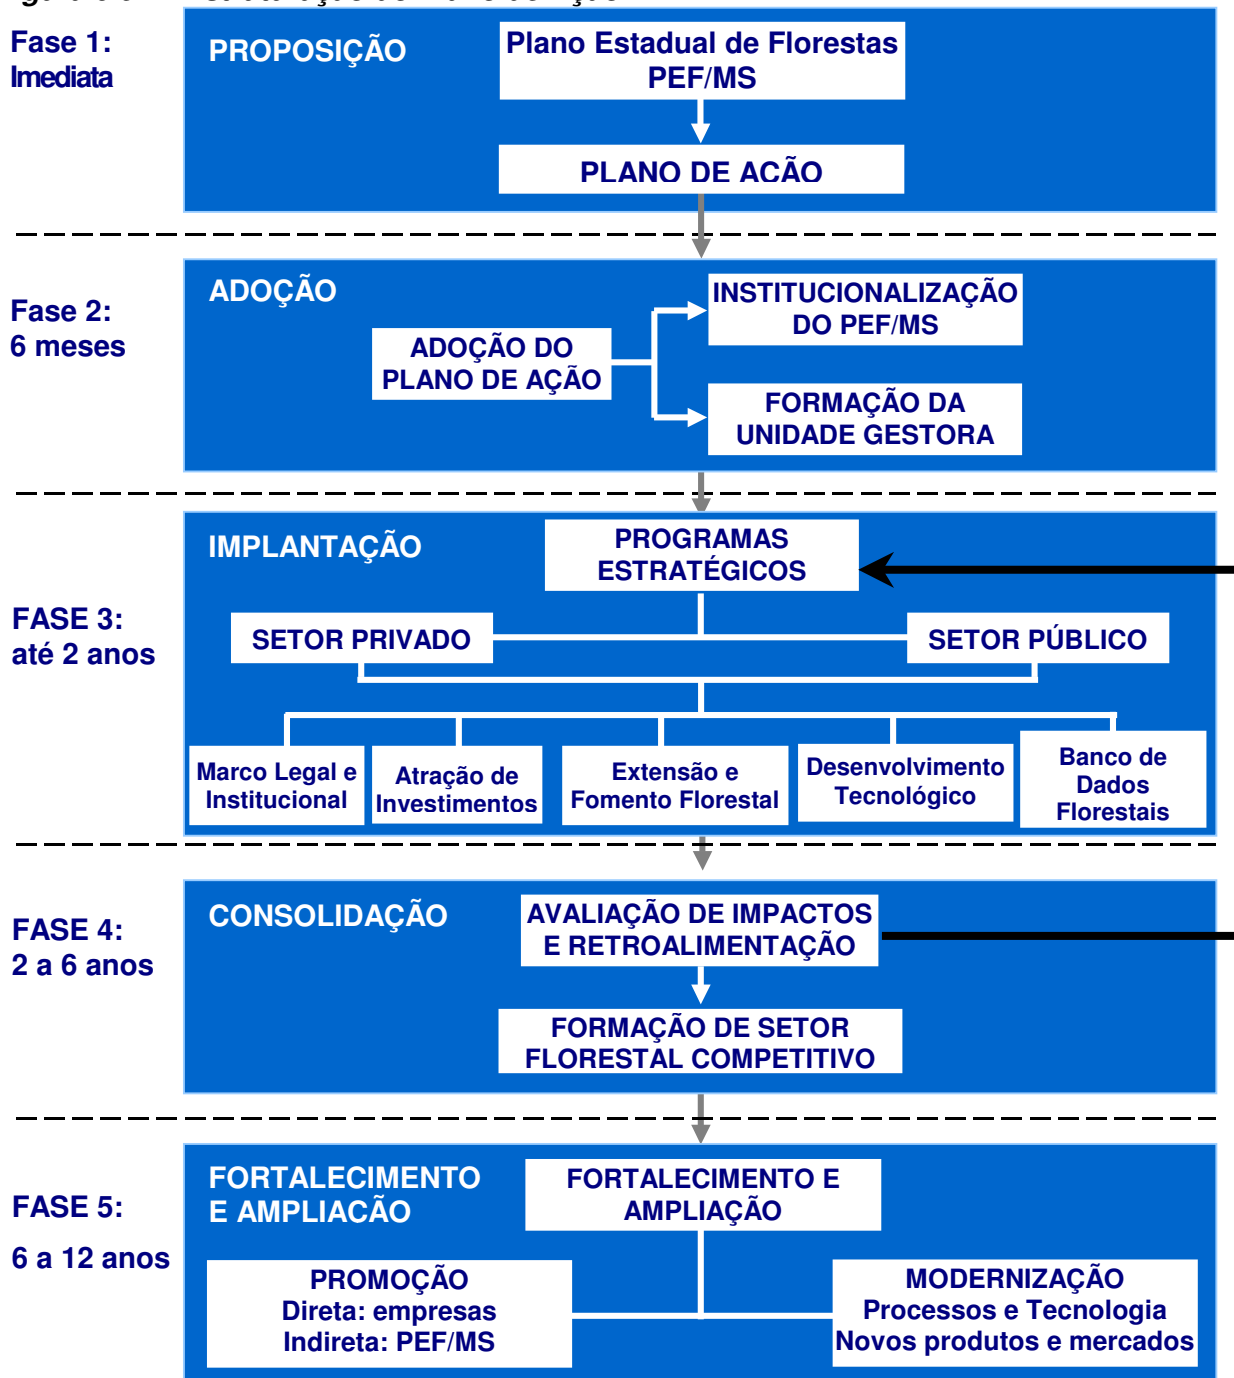 Fase 1:
Imediata
PROPOSIÇÃO
Plano Estadual de Florestas
PEF/MS
PLANO DE AÇÃO
Fase 2:
6 meses
ADOÇÃO
ADOÇÃO DO
PLANO DE AÇÃO
INSTITUCIONALIZAÇÃO
DO PEF/MS
FORMAÇÃO DA
UNIDADE GESTORA
FASE 3:
até 2 anos
IMPLANTAÇÃO
PROGRAMAS
ESTRATÉGICOS
SETOR PRIVADO
SETOR PÚBLICO
Marco Legal e
Institucional
Atração de
Investimentos
Extensão e
Fomento Florestal
Desenvolvimento
Tecnológico
Banco de
Dados
Florestais
FASE 4:
2 a 6 anos
CONSOLIDAÇÃO
AVALIAÇÃO DE IMPACTOS
E RETROALIMENTAÇÃO
FORMAÇÃO DE SETOR
FLORESTAL COMPETITIVO
FASE 5:
6 a 12 anos
FORTALECIMENTO
E AMPLIAÇÃO
FORTALECIMENTO E
AMPLIAÇÃO
PROMOÇÃO
Direta: empresas
Indireta: PEF/MS
MODERNIZAÇÃO
Processos e Tecnologia
Novos produtos e mercados